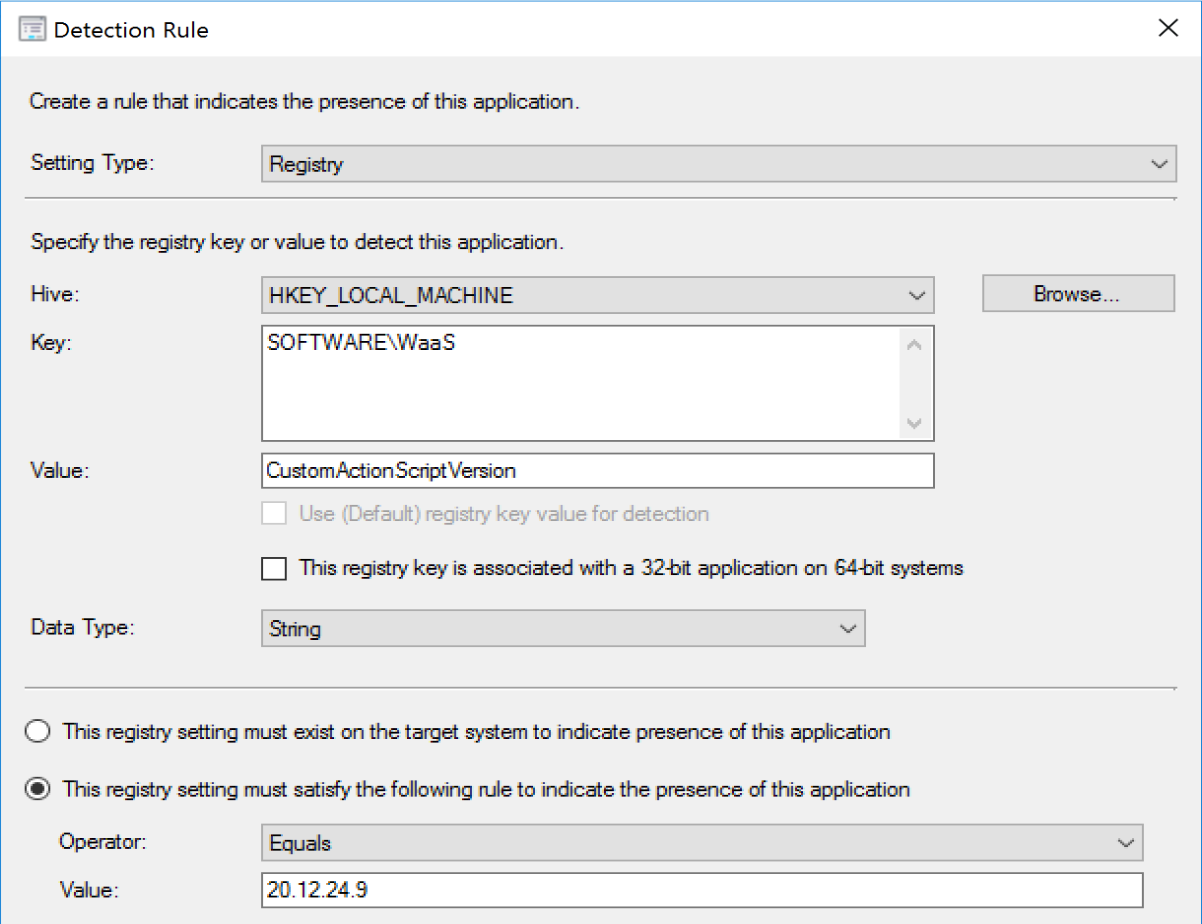 Detection Rule
Create a rule that indicates the presence of this application.
Setting Type: Registry
Specify the registry key or value to detect this application.
Hive: HKEY_LOCAL_MACHINE Browse...
Key: SOFTWARE\WaaS
Value: CustomActionScriptVersion
Use (Default) registry key value for detection
This registry key is associated with a 32-bit application on 64-bit systems
Data Type: String
This registry setting must exist on the target system to indicate presence of this application
This registry setting must satisfy the following rule to indicate the presence of this application
Operator: Equals
Value: 20.12.24.9